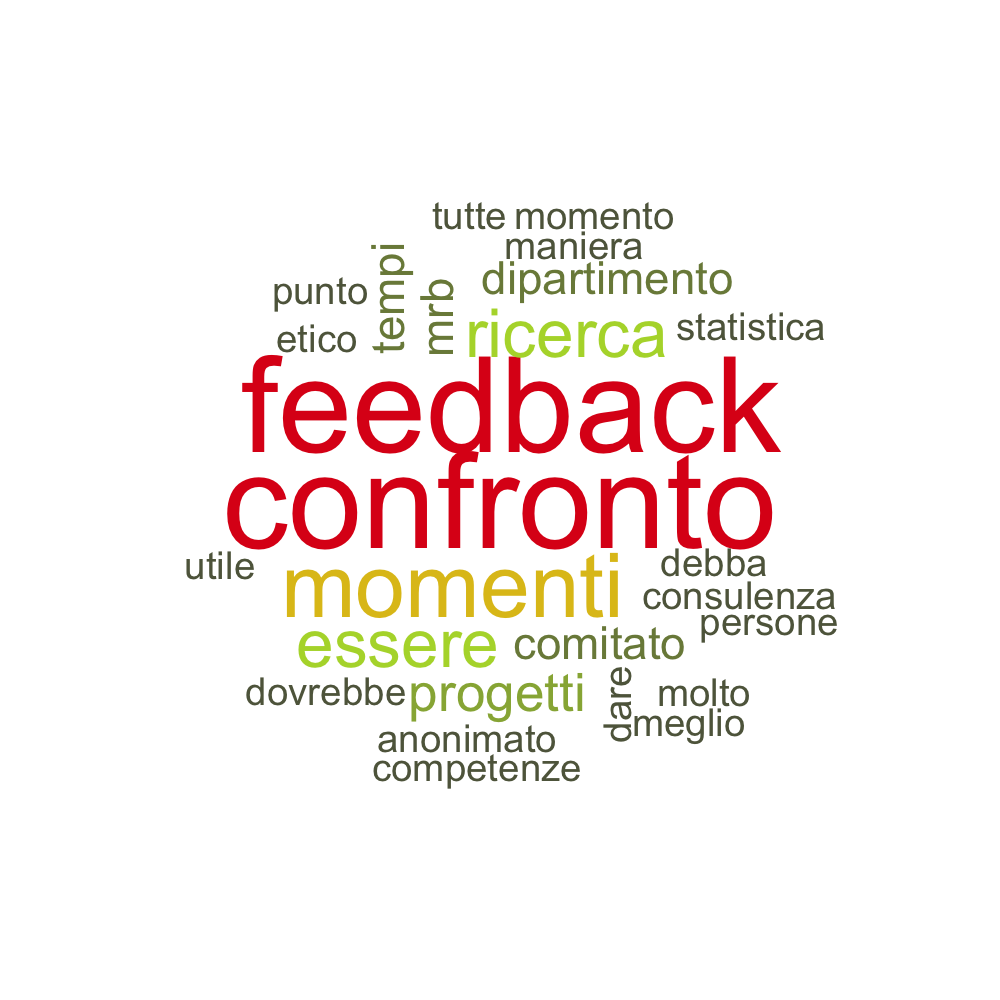 tutte momento
maniera
tempi
dipartimento
punto
mrb
ricerca
statistica
etico
feedback
confronto
utile
momenti
debba
consulenza
persone
essere
comitato
dovrebbe
progetti
dare
molto
meglio
anonimato
competenze